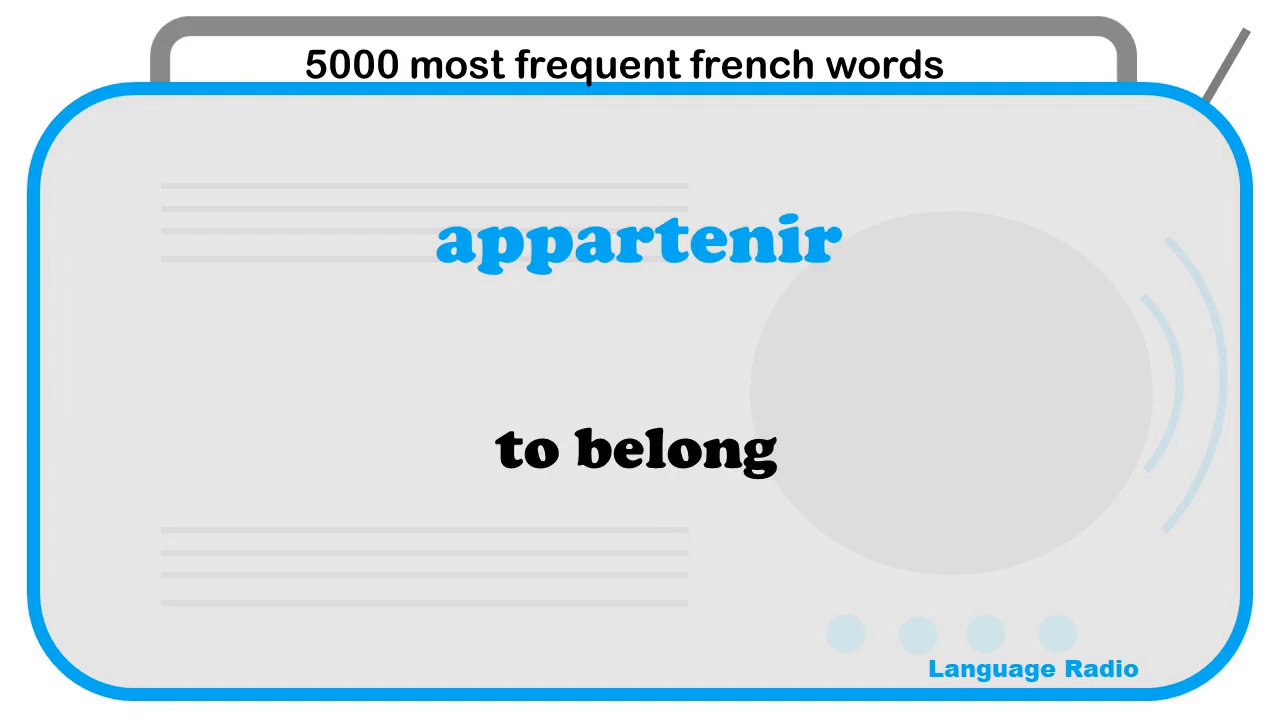 5000 most frequent french words
appartenir
to belong
Language Radio